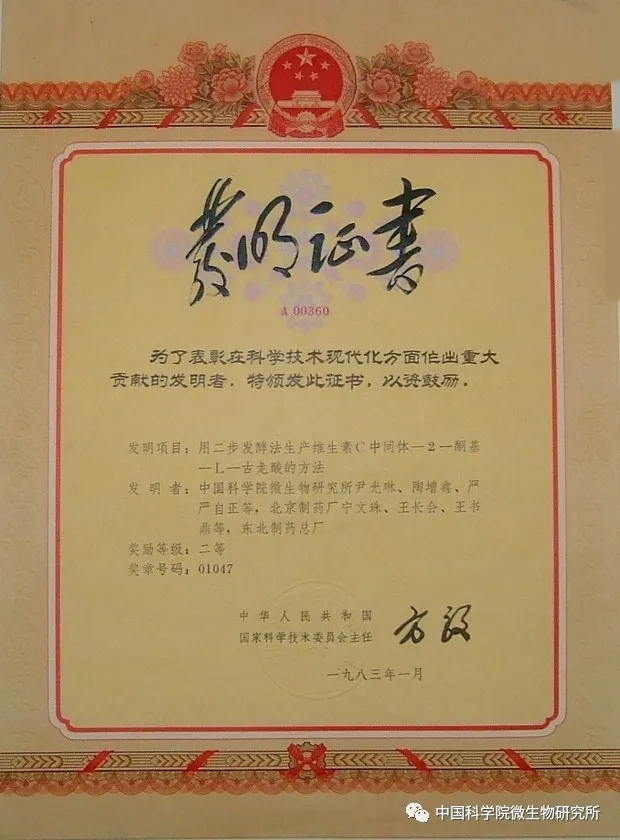 发明证书
A 00360
为了表彰在科学技术现代化方面作出重大
贡献的发明者，特颁发此证书，以资鼓励。
发明项目：用二步发酵法生产维生素C中间体—2—酮基
—L—古龙酸的方法
发明者：中国科学院微生物研究所尹光琳、陶增鑫、严
严自正等，北京制药厂宁文珠、王长会、王书
鼎等，东北制药总厂
奖励等级：二等
奖章号码：01047
中华人民共和国
国家科学技术委员会主任 方毅
一九八三年一月
中国科学院微生物研究所